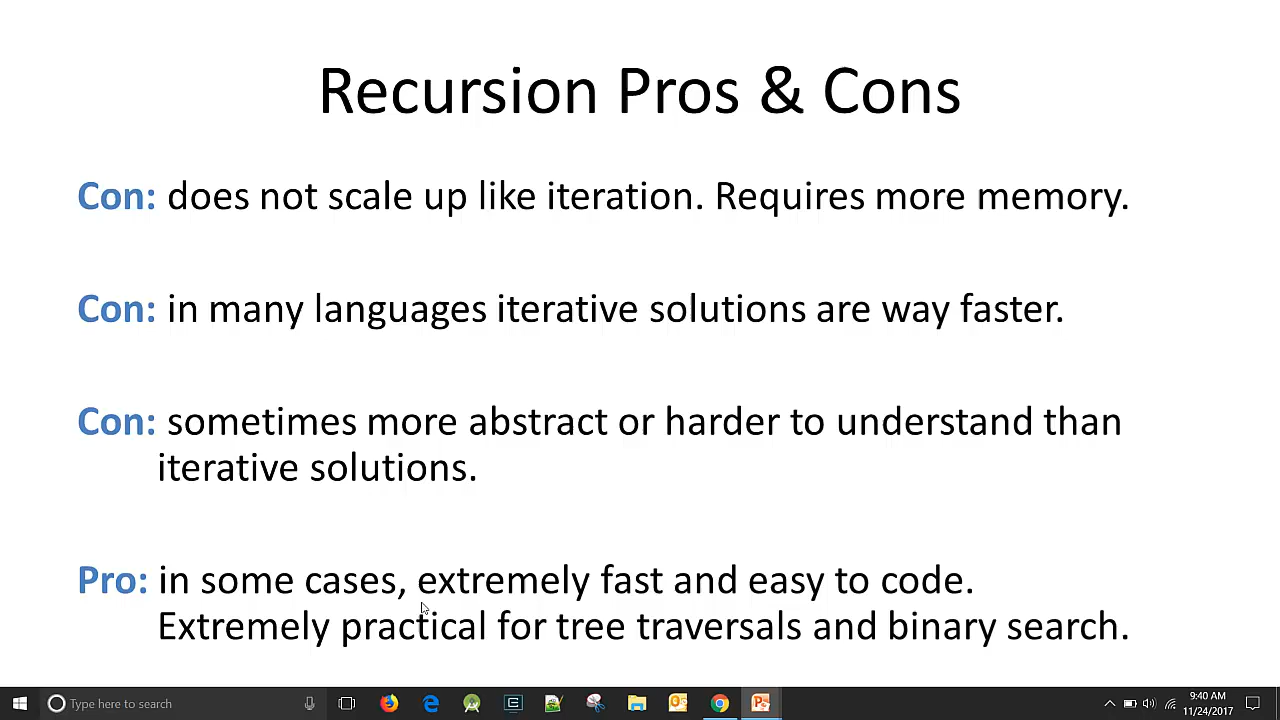 Recursion Pros & Cons
Con: does not scale up like iteration. Requires more memory.
Con: in many languages iterative solutions are way faster.
Con: sometimes more abstract or harder to understand than
iterative solutions.
Pro: in some cases, extremely fast and easy to code.
Extremely practical for tree traversals and binary search.
Type here to search
9:40 AM
11/24/2017